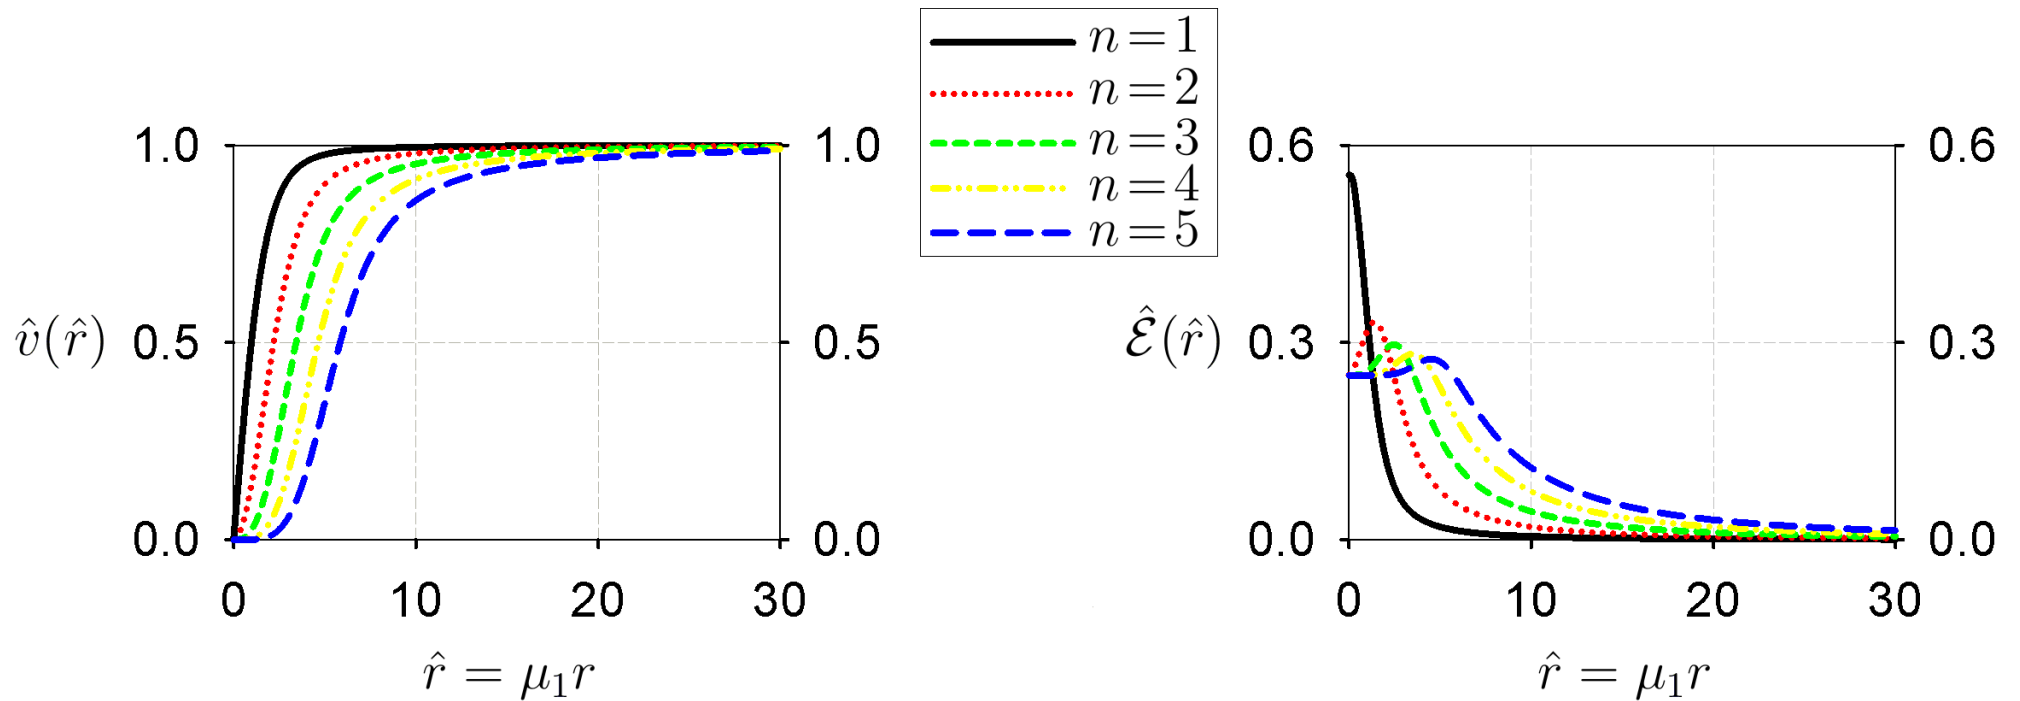 n = 1
n = 2
n = 3
n = 4
n = 5
1.0
0.5
0.0
1.0
0.5
0.0
v̂(r̂)
0 10 20 30
r̂ = μ₁r
0.6
0.3
0.0
0.6
0.3
0.0
ℰ̂(r̂)
0 10 20 30
r̂ = μ₁r